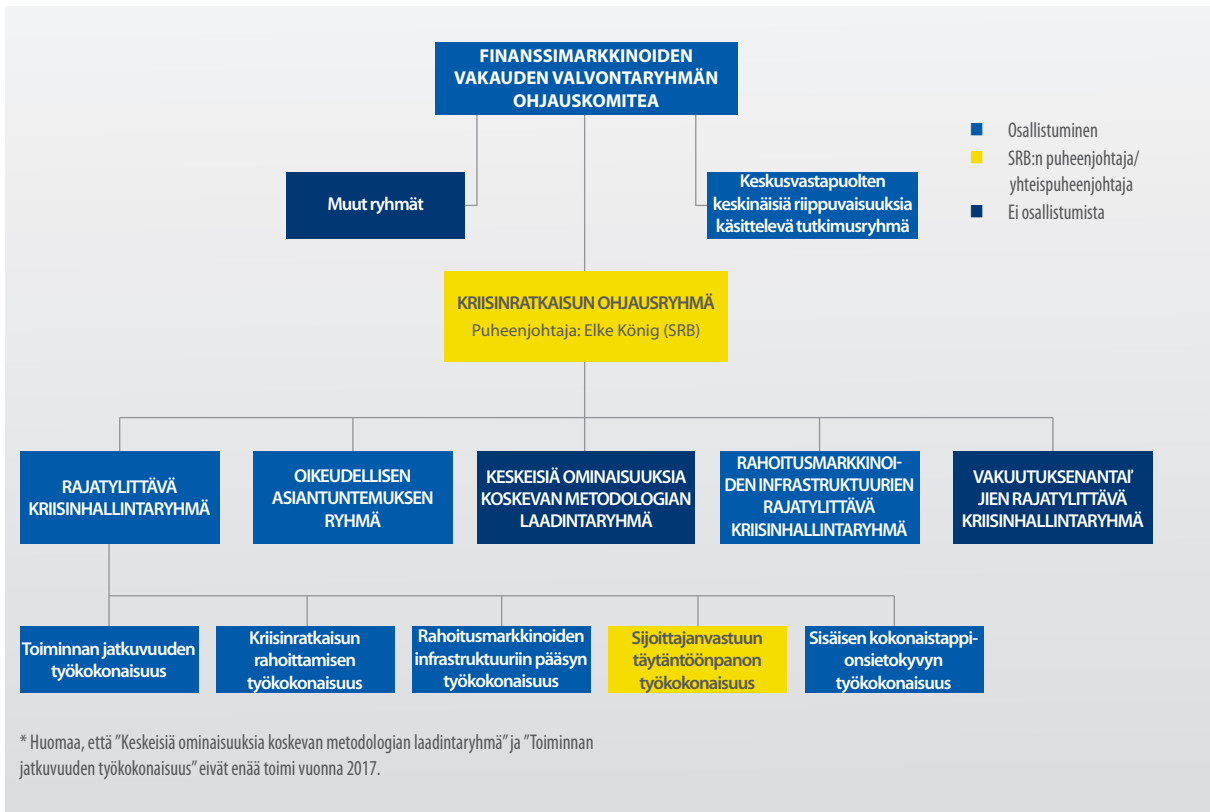 FINANSSIMARKKINOIDEN
VAKAUDEN VALVONTARYHMÄN
OHJAUSKOMITEA
Osallistuminen
SRB:n puheenjohtaja/
yhteispuheenjohtaja
Ei osallistumista
Muut ryhmät
Keskusvastapuolten
keskinäisiä riippuvaisuuksia
käsittelevä tutkimusryhmä
KRIISINRATKAISUN OHJAUSRYHMÄ
Puheenjohtaja: Elke König (SRB)
RAJATYLITTÄVÄ
KRIISINHALLINTARYHMÄ
OIKEUDELLISEN
ASIANTUNTEMUKSEN
RYHMÄ
KESKEISIÄ OMINAISUUKSIA
KOSKEVAN METODOLOGIAN
LAADINTARYHMÄ
RAHOITUSMARKKINOI-
DEN INFRASTRUKTUURIEN
RAJATYLITTÄVÄ
KRIISINHALLINTARYHMÄ
VAKUUTUKSENANTAI'
JIEN RAJATYLITTÄVÄ
KRIISINHALLINTARYHMÄ
Toiminnan jatkuvuuden
työkokonaisuus
Kriisinratkaisun
rahoittamisen
työkokonaisuus
Rahoitusmarkkinoiden
infrastruktuuriin pääsyn
työkokonaisuus
Sijoittajanvastuun
täytäntöönpanon
työkokonaisuus
Sisäisen kokonaistappi-
onsietokyvyn
työkokonaisuus
* Huomaa, että ”Keskeisiä ominaisuuksia koskevan metodologian laadintaryhmä” ja ”Toiminnan
jatkuvuuden työkokonaisuus” eivät enää toimi vuonna 2017.